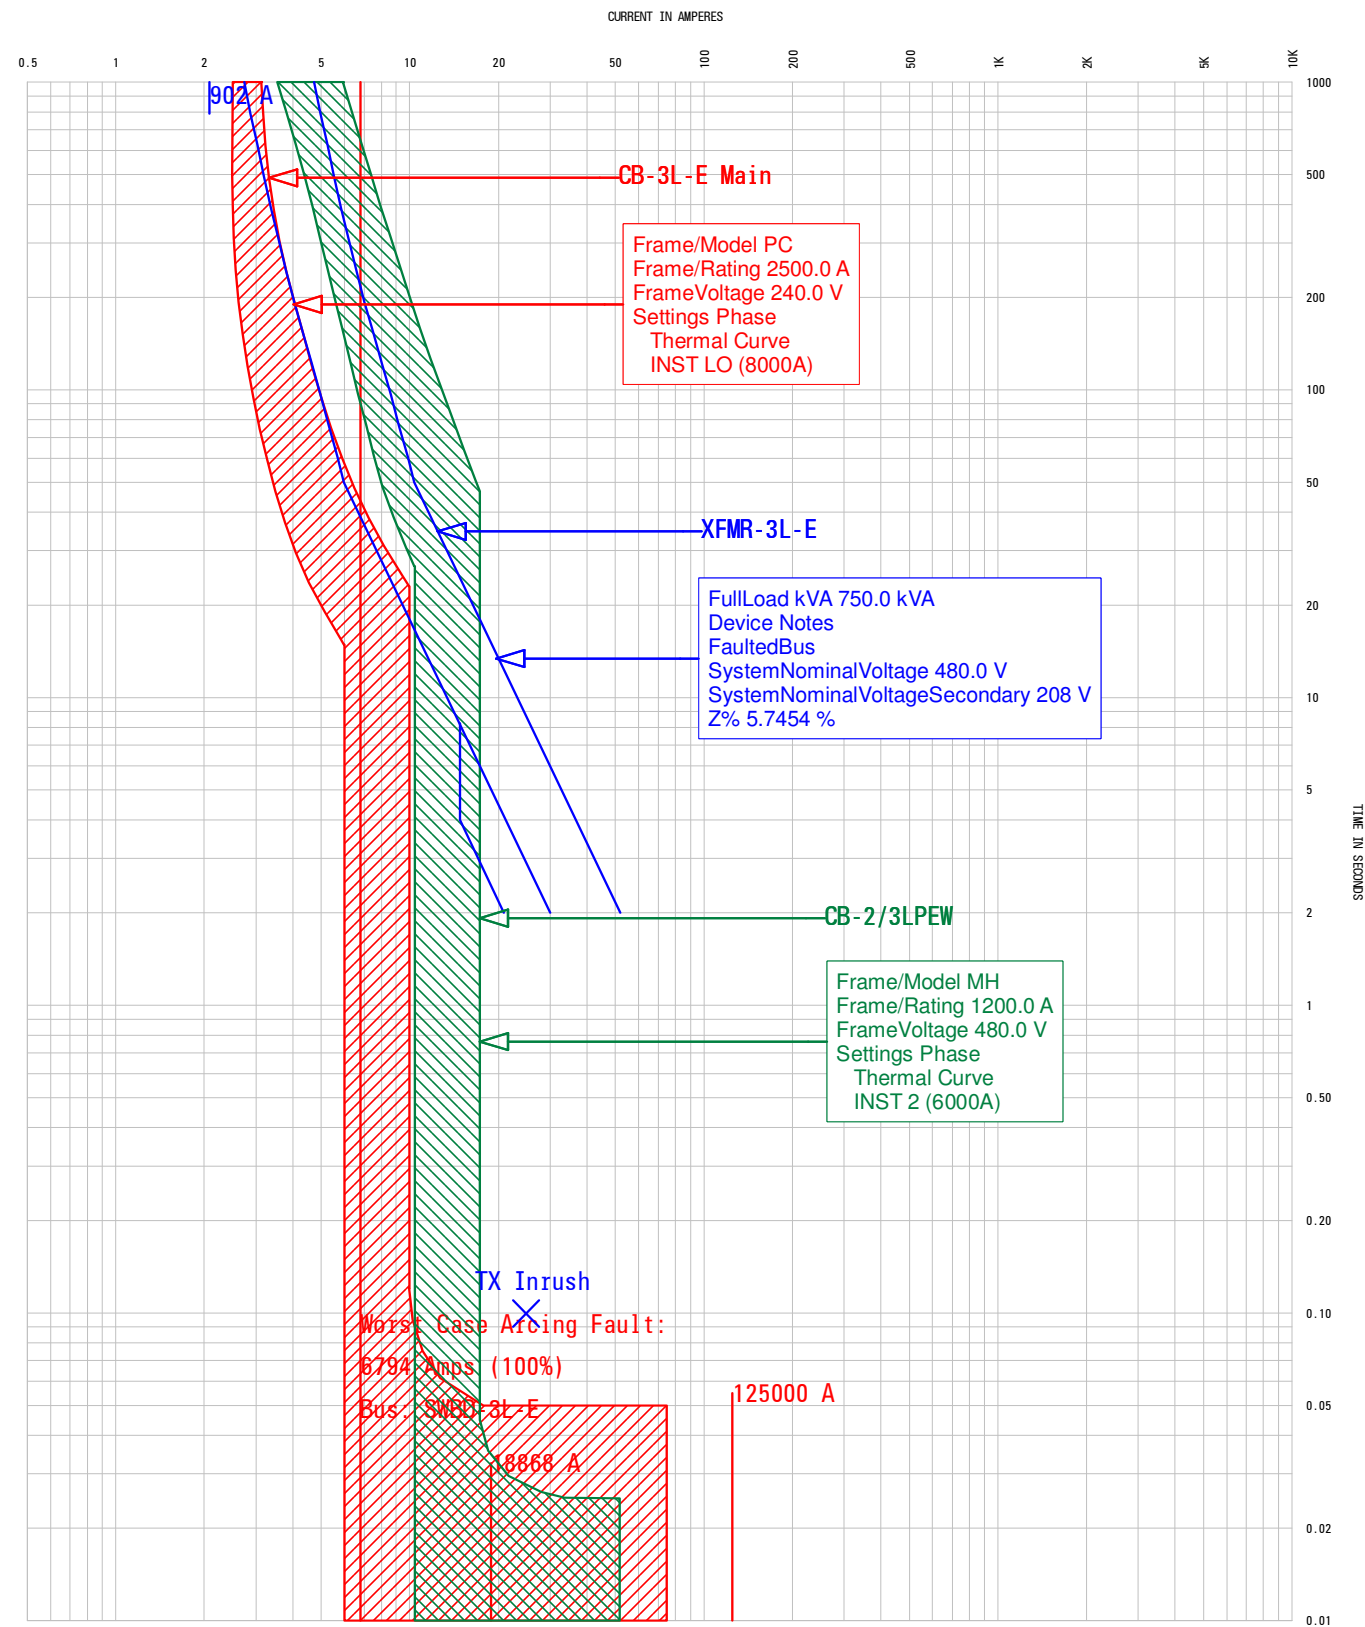 CURRENT IN AMPERES
0.5 1 2 5 10 20 50 100 200 500 1K 2K 5K 10K
902 A
1000
CB-3L-E Main
500
Frame/Model PC
Frame/Rating 2500.0 A
FrameVoltage 240.0 V
Settings Phase
Thermal Curve
INST LO (8000A)
200
100
50
XFMR-3L-E
FullLoad kVA 750.0 kVA
Device Notes
FaultedBus
SystemNominalVoltage 480.0 V
SystemNominalVoltageSecondary 208 V
Z% 5.7454 %
20
10
5
TIME IN SECONDS
CB-2/3LPEW
2
Frame/Model MH
Frame/Rating 1200.0 A
FrameVoltage 480.0 V
Settings Phase
Thermal Curve
INST 2 (6000A)
1
0.50
0.20
TX Inrush
0.10
Worst Case Arcing Fault:
6794 Amps (100%)
Bus: SWBD-3L-E
125000 A
0.05
18868 A
0.02
0.01